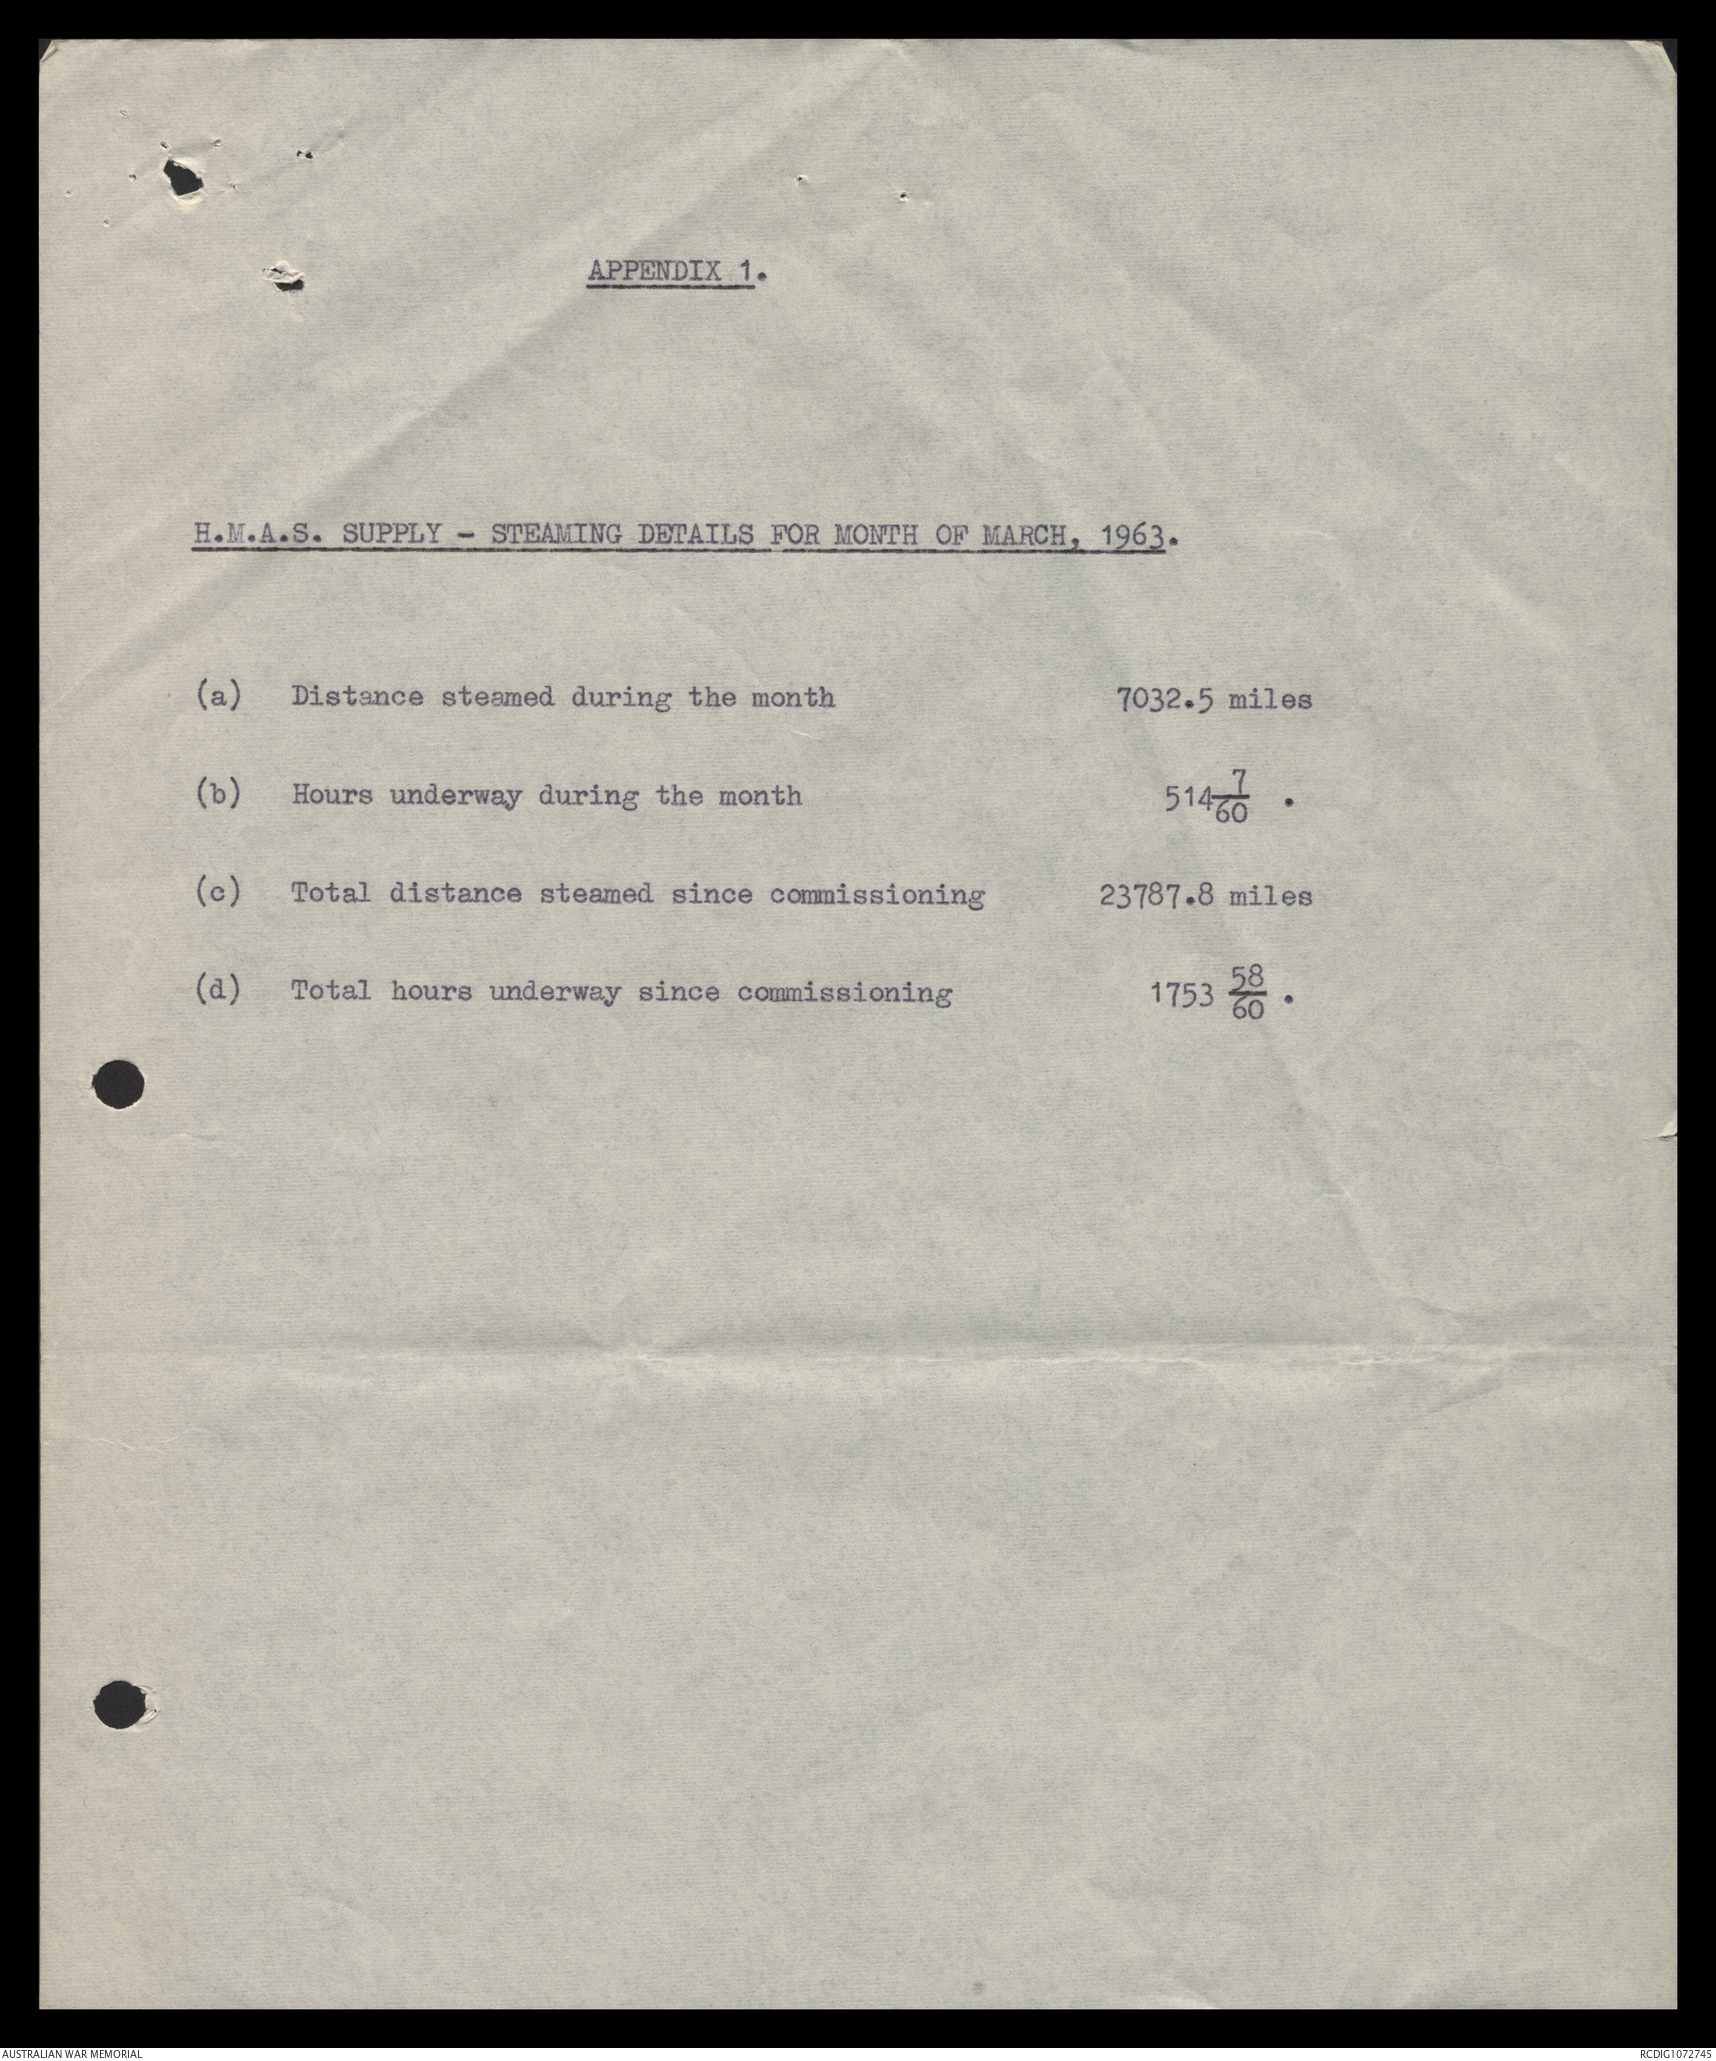 APPENDIX 1.
H.M.A.S. SUPPLY - STEAMING DETAILS FOR MONTH OF MARCH, 1963.
(a) Distance steamed during the month 7032.5 miles
(b) Hours underway during the month 514 7/60 .
(c) Total distance steamed since commissioning 23787.8 miles
(d) Total hours underway since commissioning 1753 58/60 .
AUSTRALIAN WAR MEMORIAL RCDIG1072745